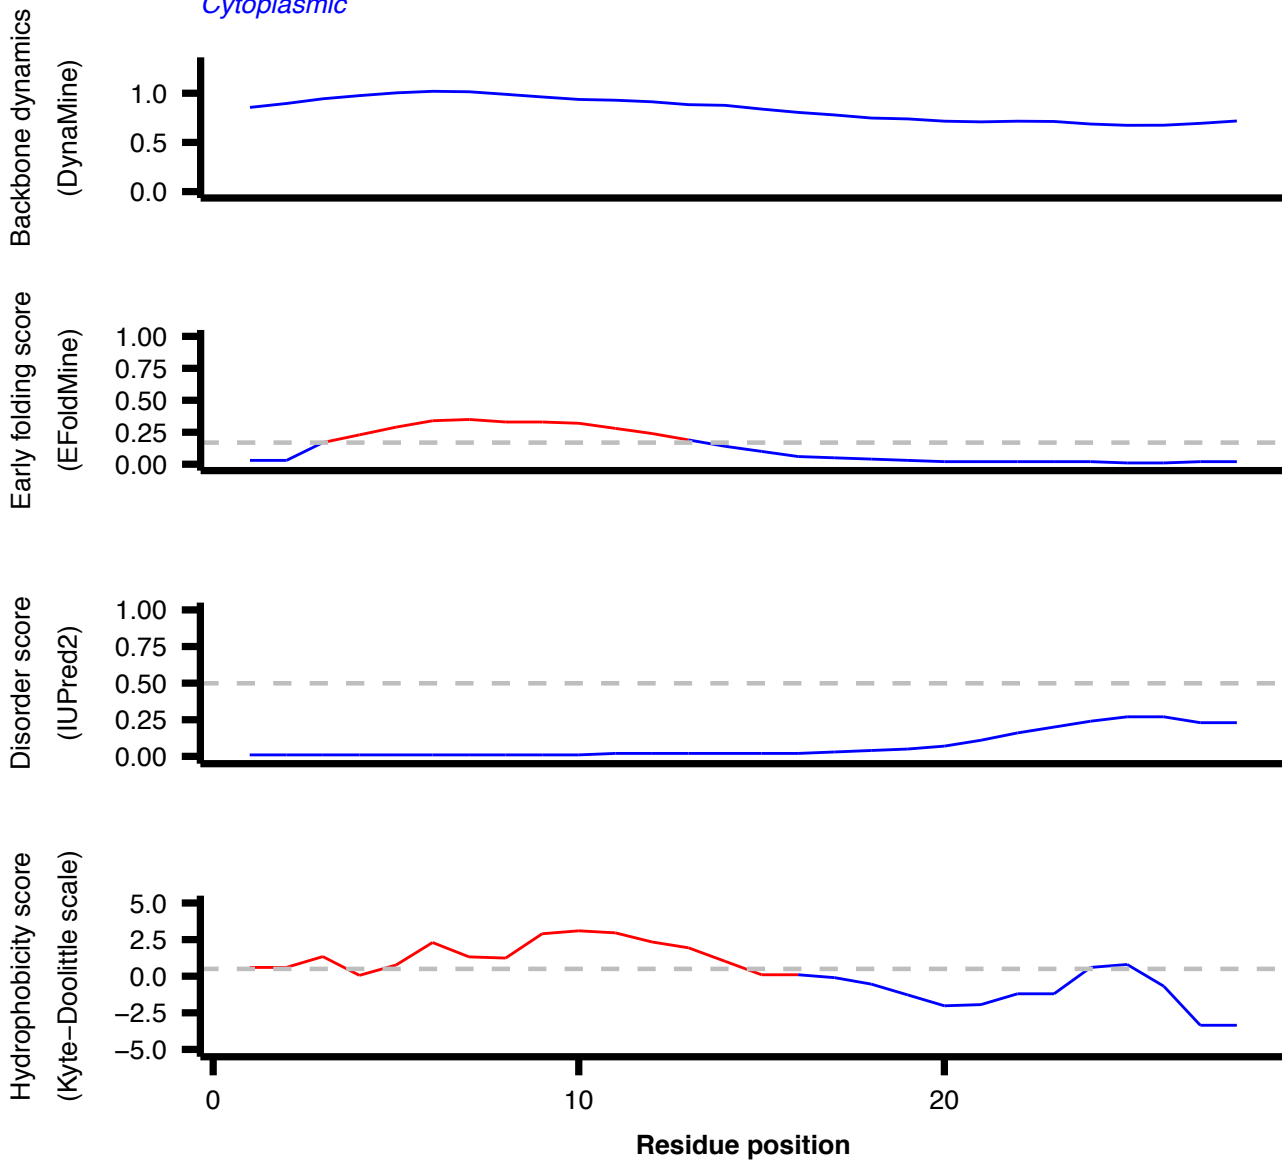 Cytoplasmic
Backbone dynamics
(DynaMine)
1.0
0.5
0.0
Early folding score
(EFoldMine)
1.00
0.75
0.50
0.25
0.00
Disorder score
(IUPred2)
1.00
0.75
0.50
0.25
0.00
Hydrophobicity score
(Kyte−Doolittle scale)
5.0
2.5
0.0
−2.5
−5.0
0 10 20
Residue position